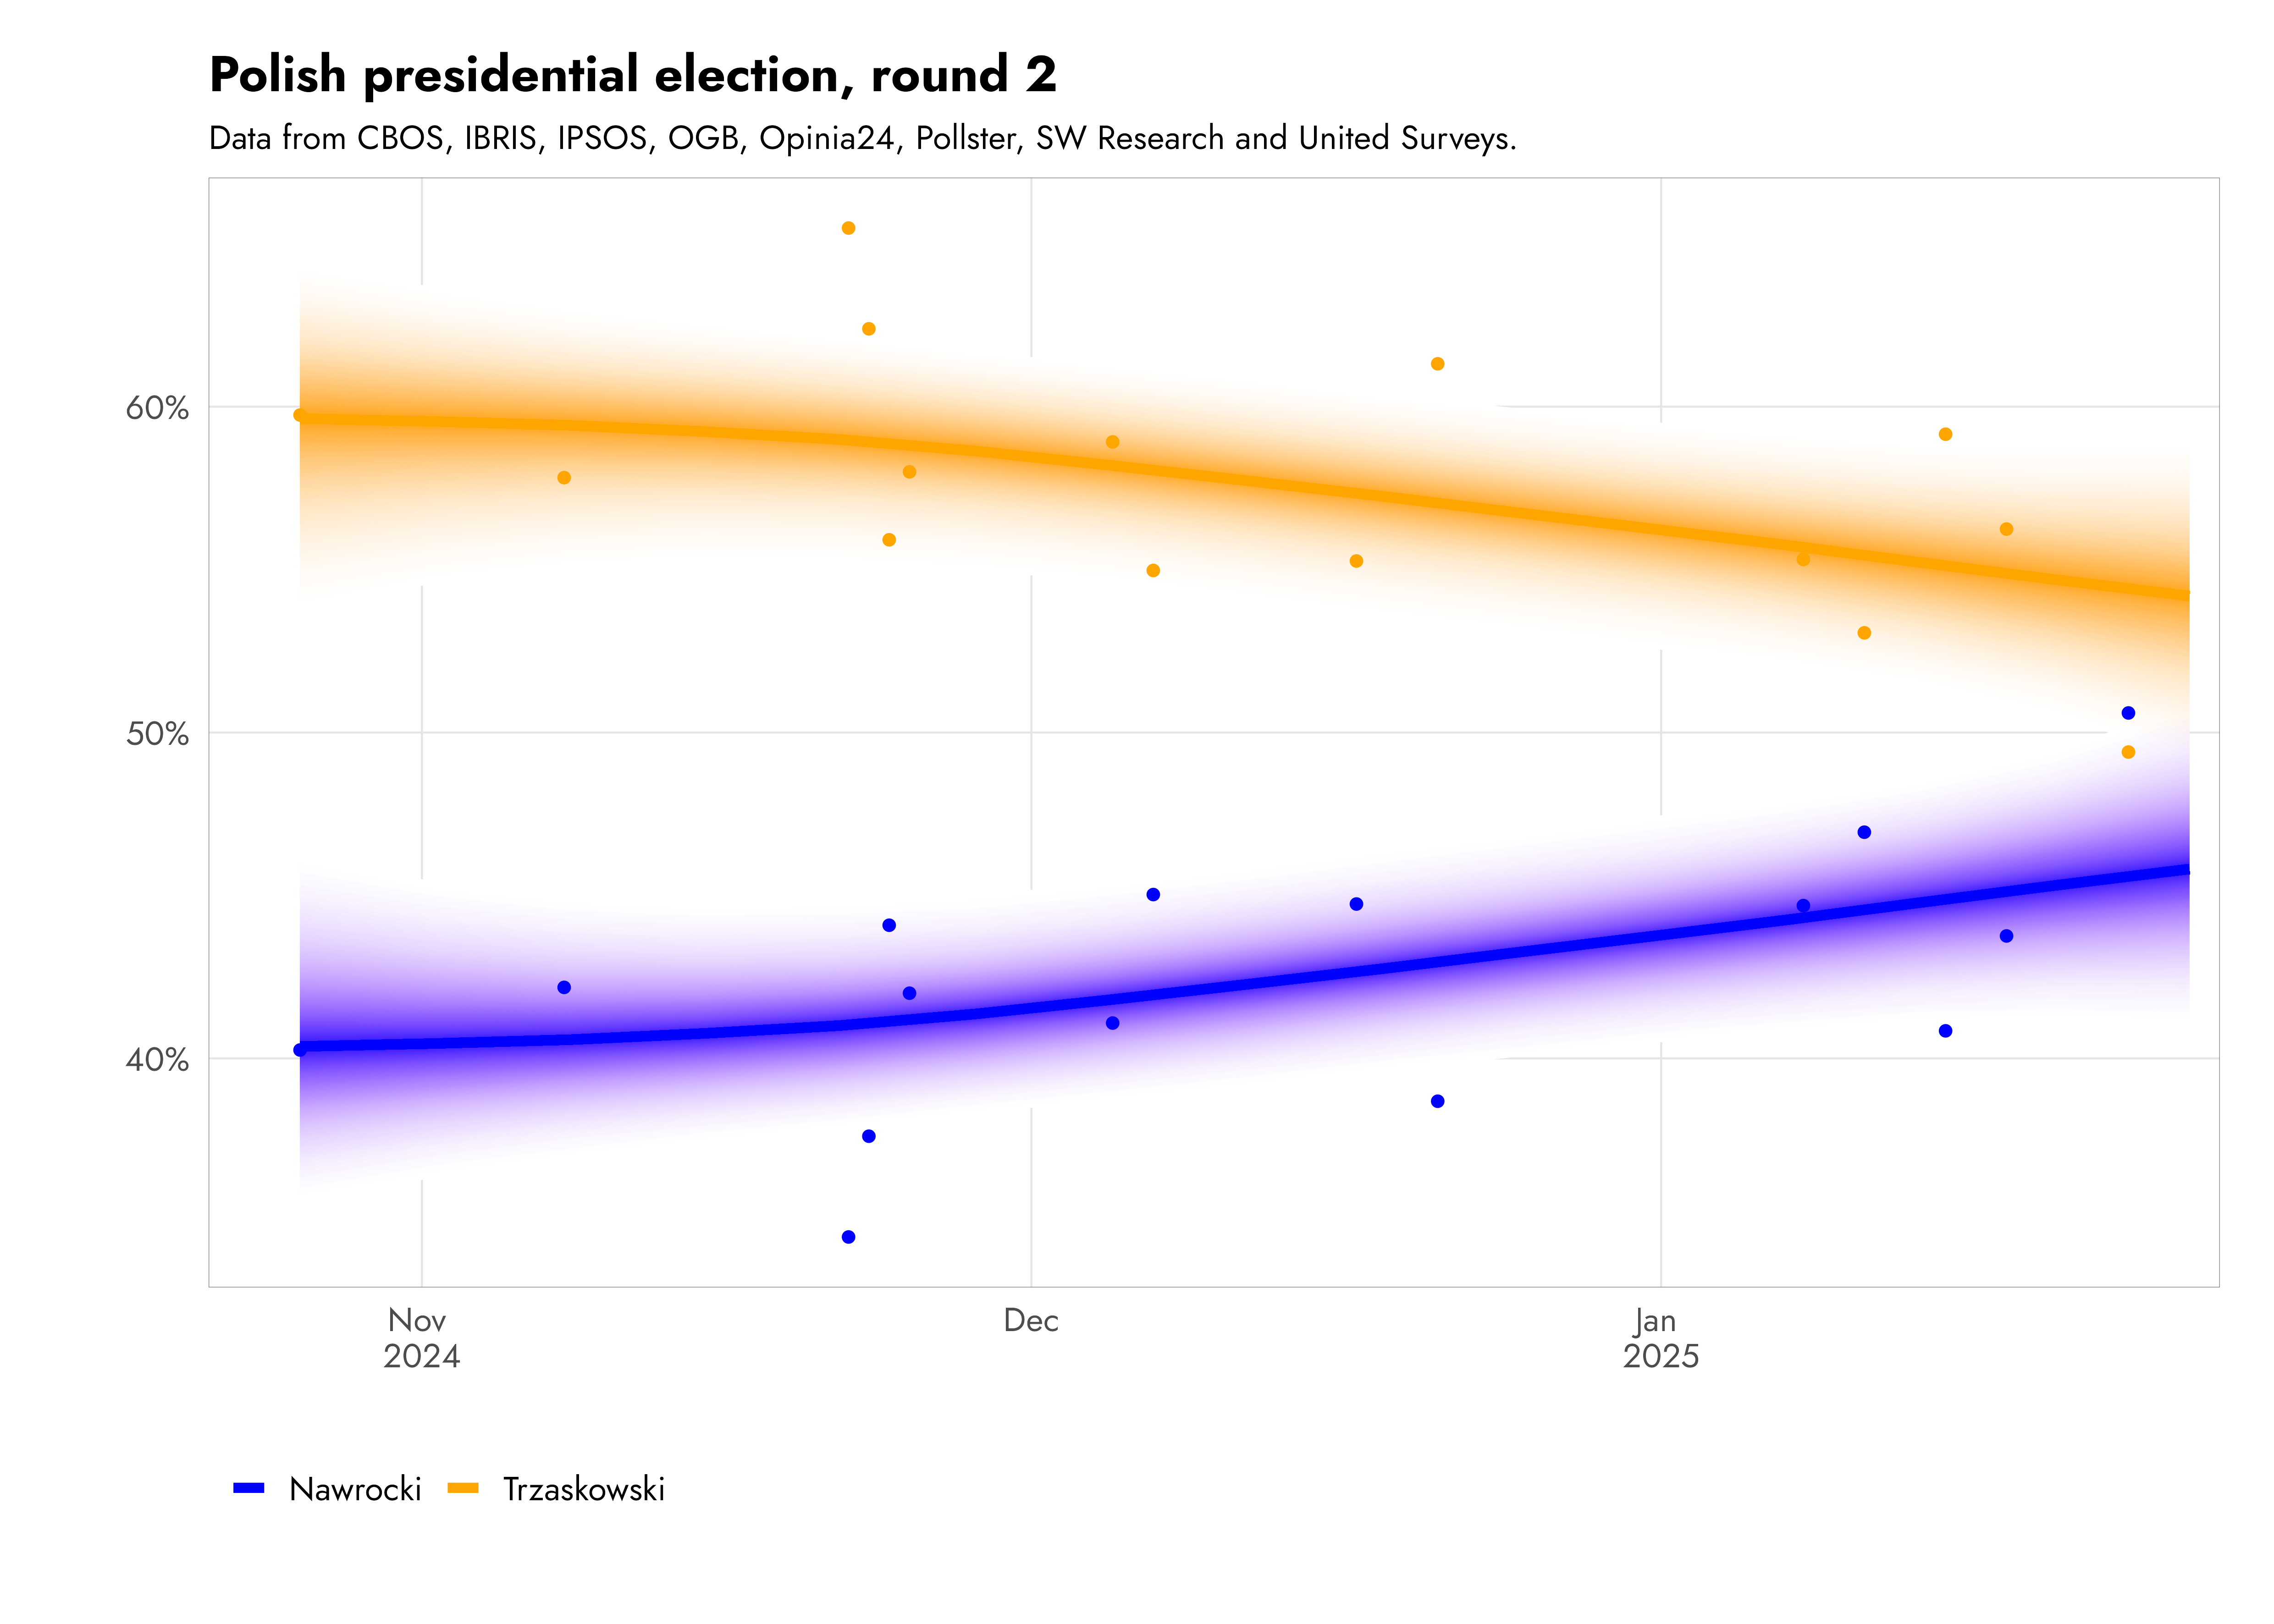 Polish presidential election, round 2
Data from CBOS, IBRIS, IPSOS, OGB, Opinia24, Pollster, SW Research and United Surveys.
60%
50%
40%
Nov
2024
Dec
Jan
2025
Nawrocki
Trzaskowski